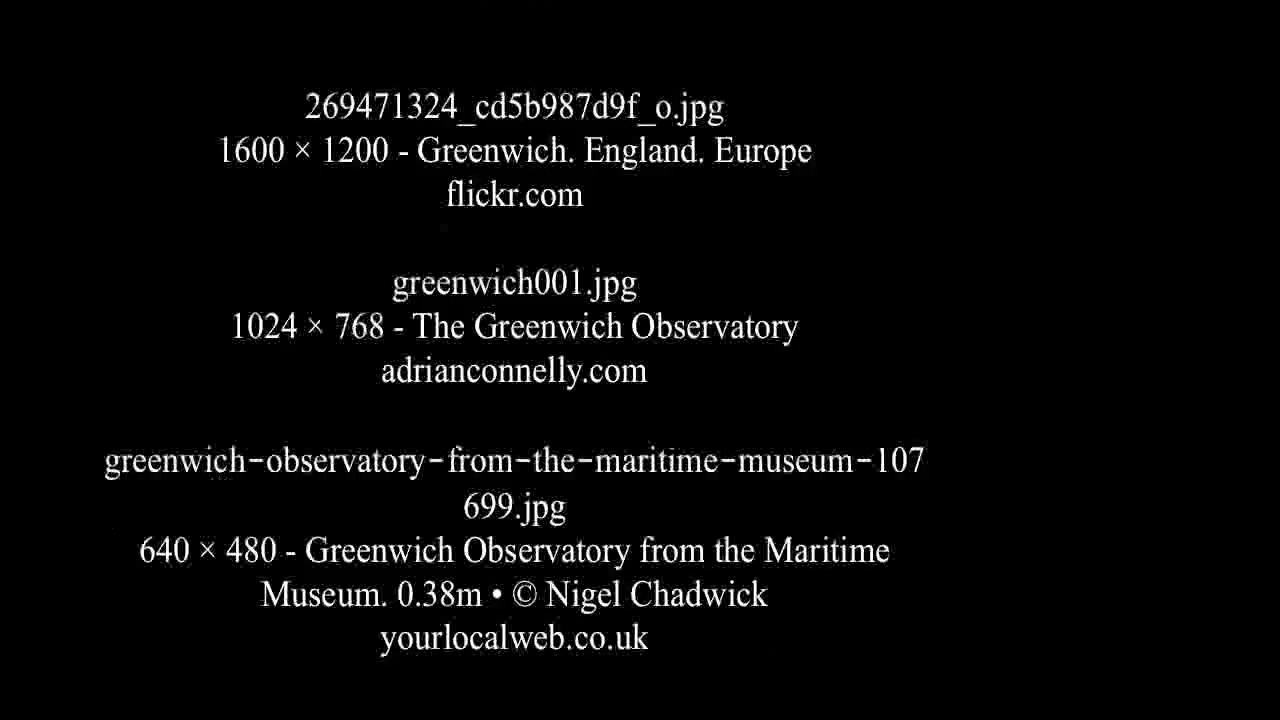 269471324_cd5b987d9f_o.jpg
1600 × 1200 - Greenwich. England. Europe
flickr.com
greenwich001.jpg
1024 × 768 - The Greenwich Observatory
adrianconnelly.com
greenwich-observatory-from-the-maritime-museum-107
699.jpg
640 × 480 - Greenwich Observatory from the Maritime
Museum. 0.38m • © Nigel Chadwick
yourlocalweb.co.uk